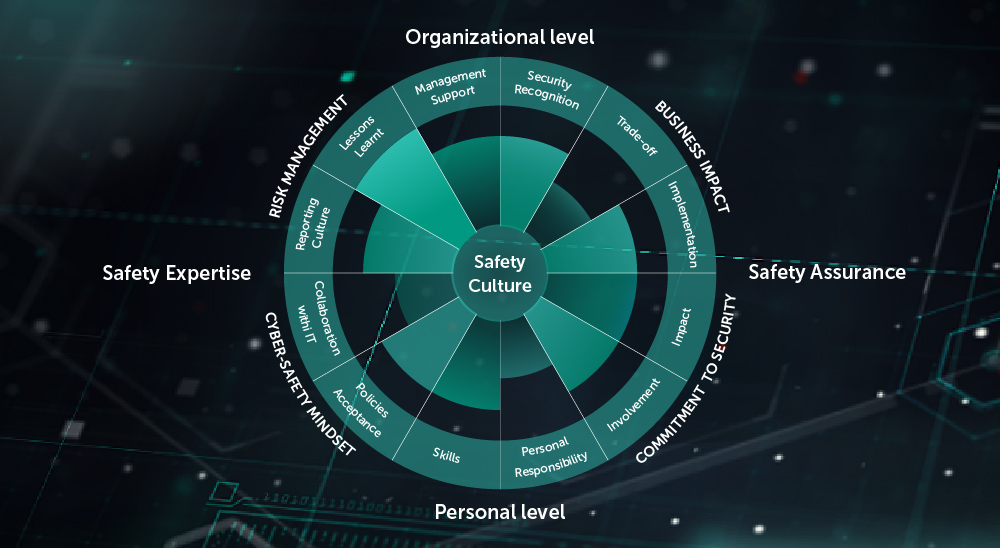 Organizational level
Management
Support
Security
Recognition
Lessons
Learnt
Trade-off
RISK MANAGEMENT
BUSINESS IMPACT
Reporting
Culture
Implementation
Safety Expertise
Safety
Culture
Safety Assurance
Collaboration
withi IT
Impact
CYBER-SAFETY MINDSET
COMMITMENT TO SECURITY
Policies
Acceptance
Involvement
Skills
Personal
Responsibility
Personal level